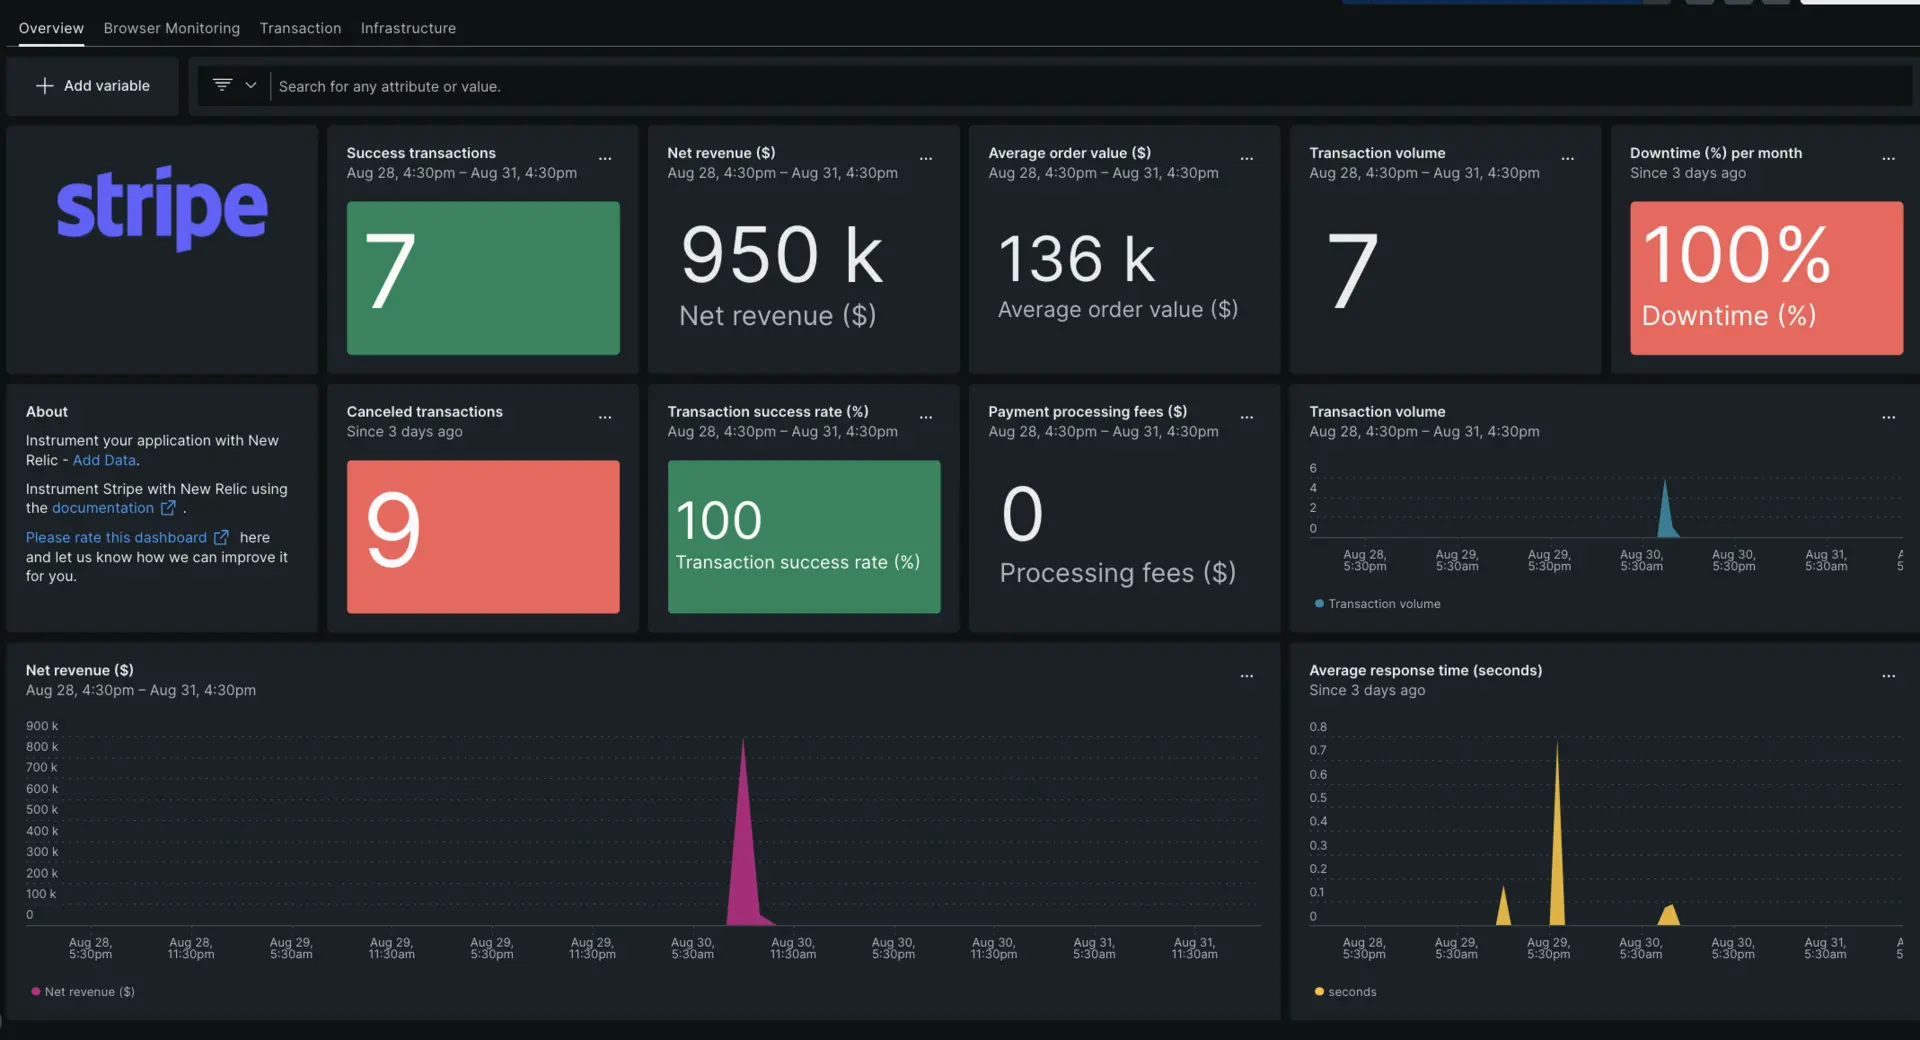 Overview Browser Monitoring Transaction Infrastructure
Add variable
Search for any attribute or value.
stripe
Success transactions ...
Aug 28, 4:30pm – Aug 31, 4:30pm
7
Net revenue ($) ...
Aug 28, 4:30pm – Aug 31, 4:30pm
950 k
Net revenue ($)
Average order value ($) ...
Aug 28, 4:30pm – Aug 31, 4:30pm
136 k
Average order value ($)
Transaction volume ...
Aug 28, 4:30pm – Aug 31, 4:30pm
7
Downtime (%) per month ...
Since 3 days ago
100%
Downtime (%)
About
Instrument your application with New
Relic - Add Data.
Instrument Stripe with New Relic using
the documentation .
Please rate this dashboard here
and let us know how we can improve it
for you.
Canceled transactions ...
Since 3 days ago
9
Transaction success rate (%) ...
Aug 28, 4:30pm – Aug 31, 4:30pm
100
Transaction success rate (%)
Payment processing fees ($) ...
Aug 28, 4:30pm – Aug 31, 4:30pm
0
Processing fees ($)
Transaction volume ...
Aug 28, 4:30pm – Aug 31, 4:30pm
6
4
2
0
Aug 28, Aug 29, Aug 29, Aug 30, Aug 30, Aug 31, A
5:30pm 5:30am 5:30pm 5:30am 5:30pm 5:30am 5
Transaction volume
Net revenue ($) ...
Aug 28, 4:30pm – Aug 31, 4:30pm
900 k
800 k
700 k
600 k
500 k
400 k
300 k
200 k
100 k
0
Aug 28, Aug 28, Aug 29, Aug 29, Aug 29, Aug 29, Aug 30, Aug 30, Aug 30, Aug 30, Aug 31, Aug 31,
5:30pm 11:30pm 5:30am 11:30am 5:30pm 11:30pm 5:30am 11:30am 5:30pm 11:30pm 5:30am 11:30am
Net revenue ($)
Average response time (seconds) ...
Since 3 days ago
0.8
0.7
0.6
0.5
0.4
0.3
0.2
0.1
0
Aug 28, Aug 29, Aug 29, Aug 30, Aug 30, Aug 31, A
5:30pm 5:30am 5:30pm 5:30am 5:30pm 5:30am 5
seconds